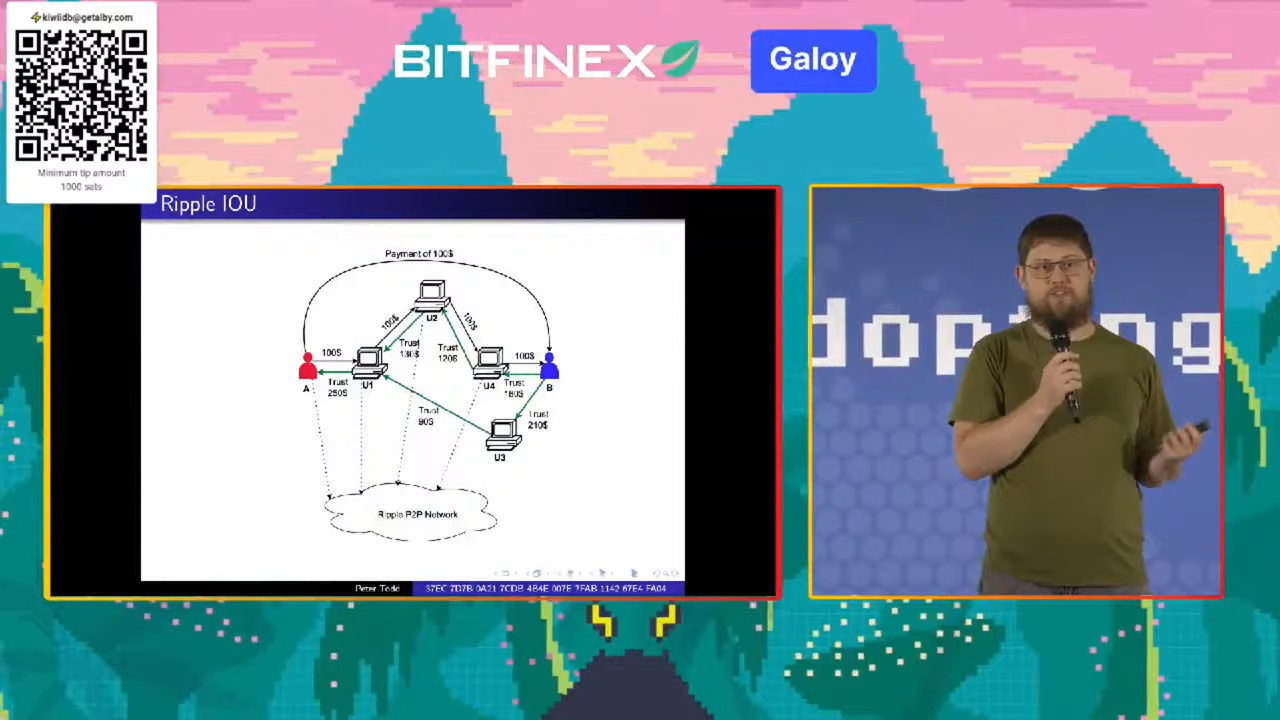 ⚡kiwiidb@getalby.com
Minimum tip amount
1000 sats
BITFINEX
Galoy
Ripple IOU
Payment of 100$
U2
100$
100$
Trust
130$
Trust
120$
100$
U1
100$
U4
A
Trust
250$
Trust
180$
B
Trust
90$
Trust
210$
U3
Ripple P2P Network
Peter Todd
37EC 7D7B 0A21 7CDB 4B4E 007E 7FAB 1142 67E4 FA04
dopting